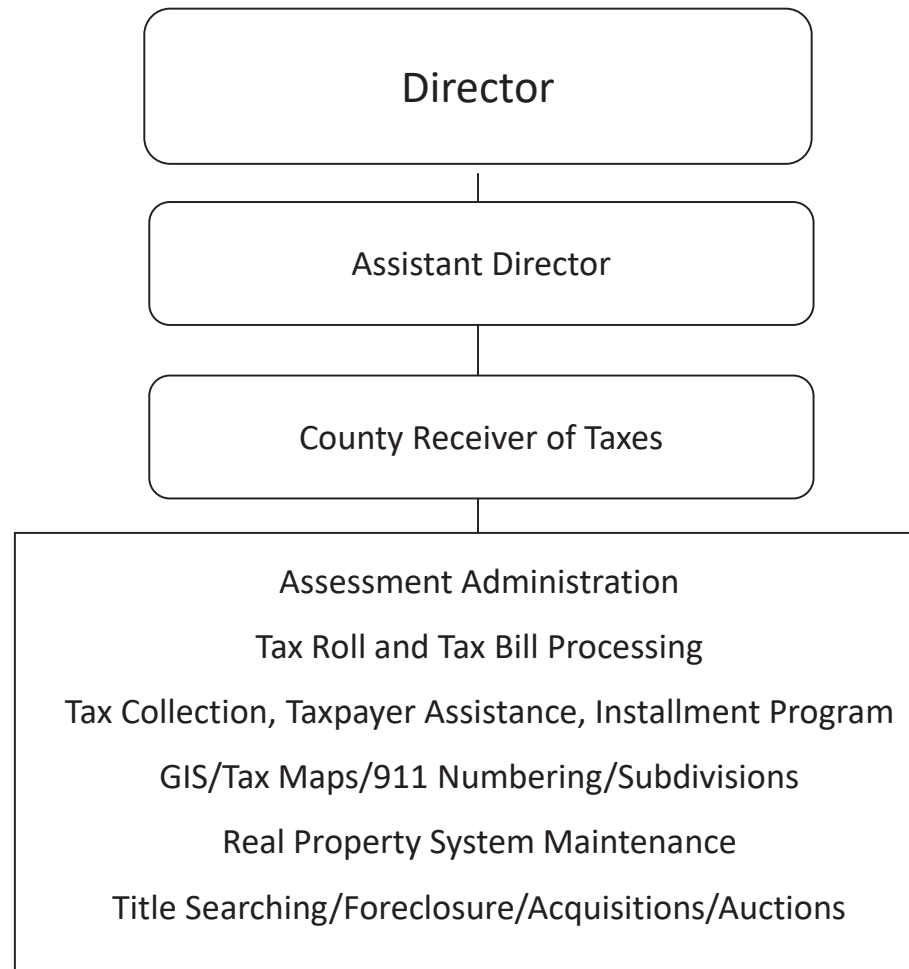 Director
Assistant Director
County Receiver of Taxes
Assessment Administration
Tax Roll and Tax Bill Processing
Tax Collection, Taxpayer Assistance, Installment Program
GIS/Tax Maps/911 Numbering/Subdivisions
Real Property System Maintenance
Title Searching/Foreclosure/Acquisitions/Auctions